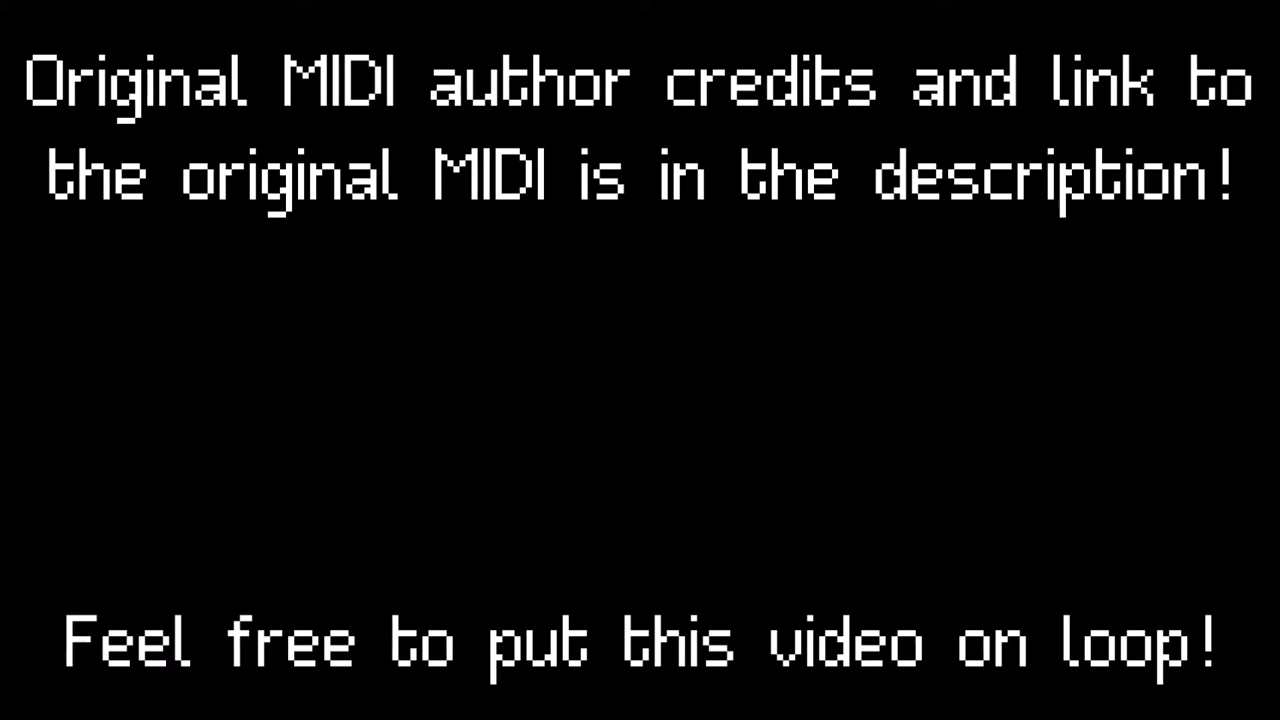 Original MIDI author credits and link to
the original MIDI is in the description!
Feel free to put this video on loop!